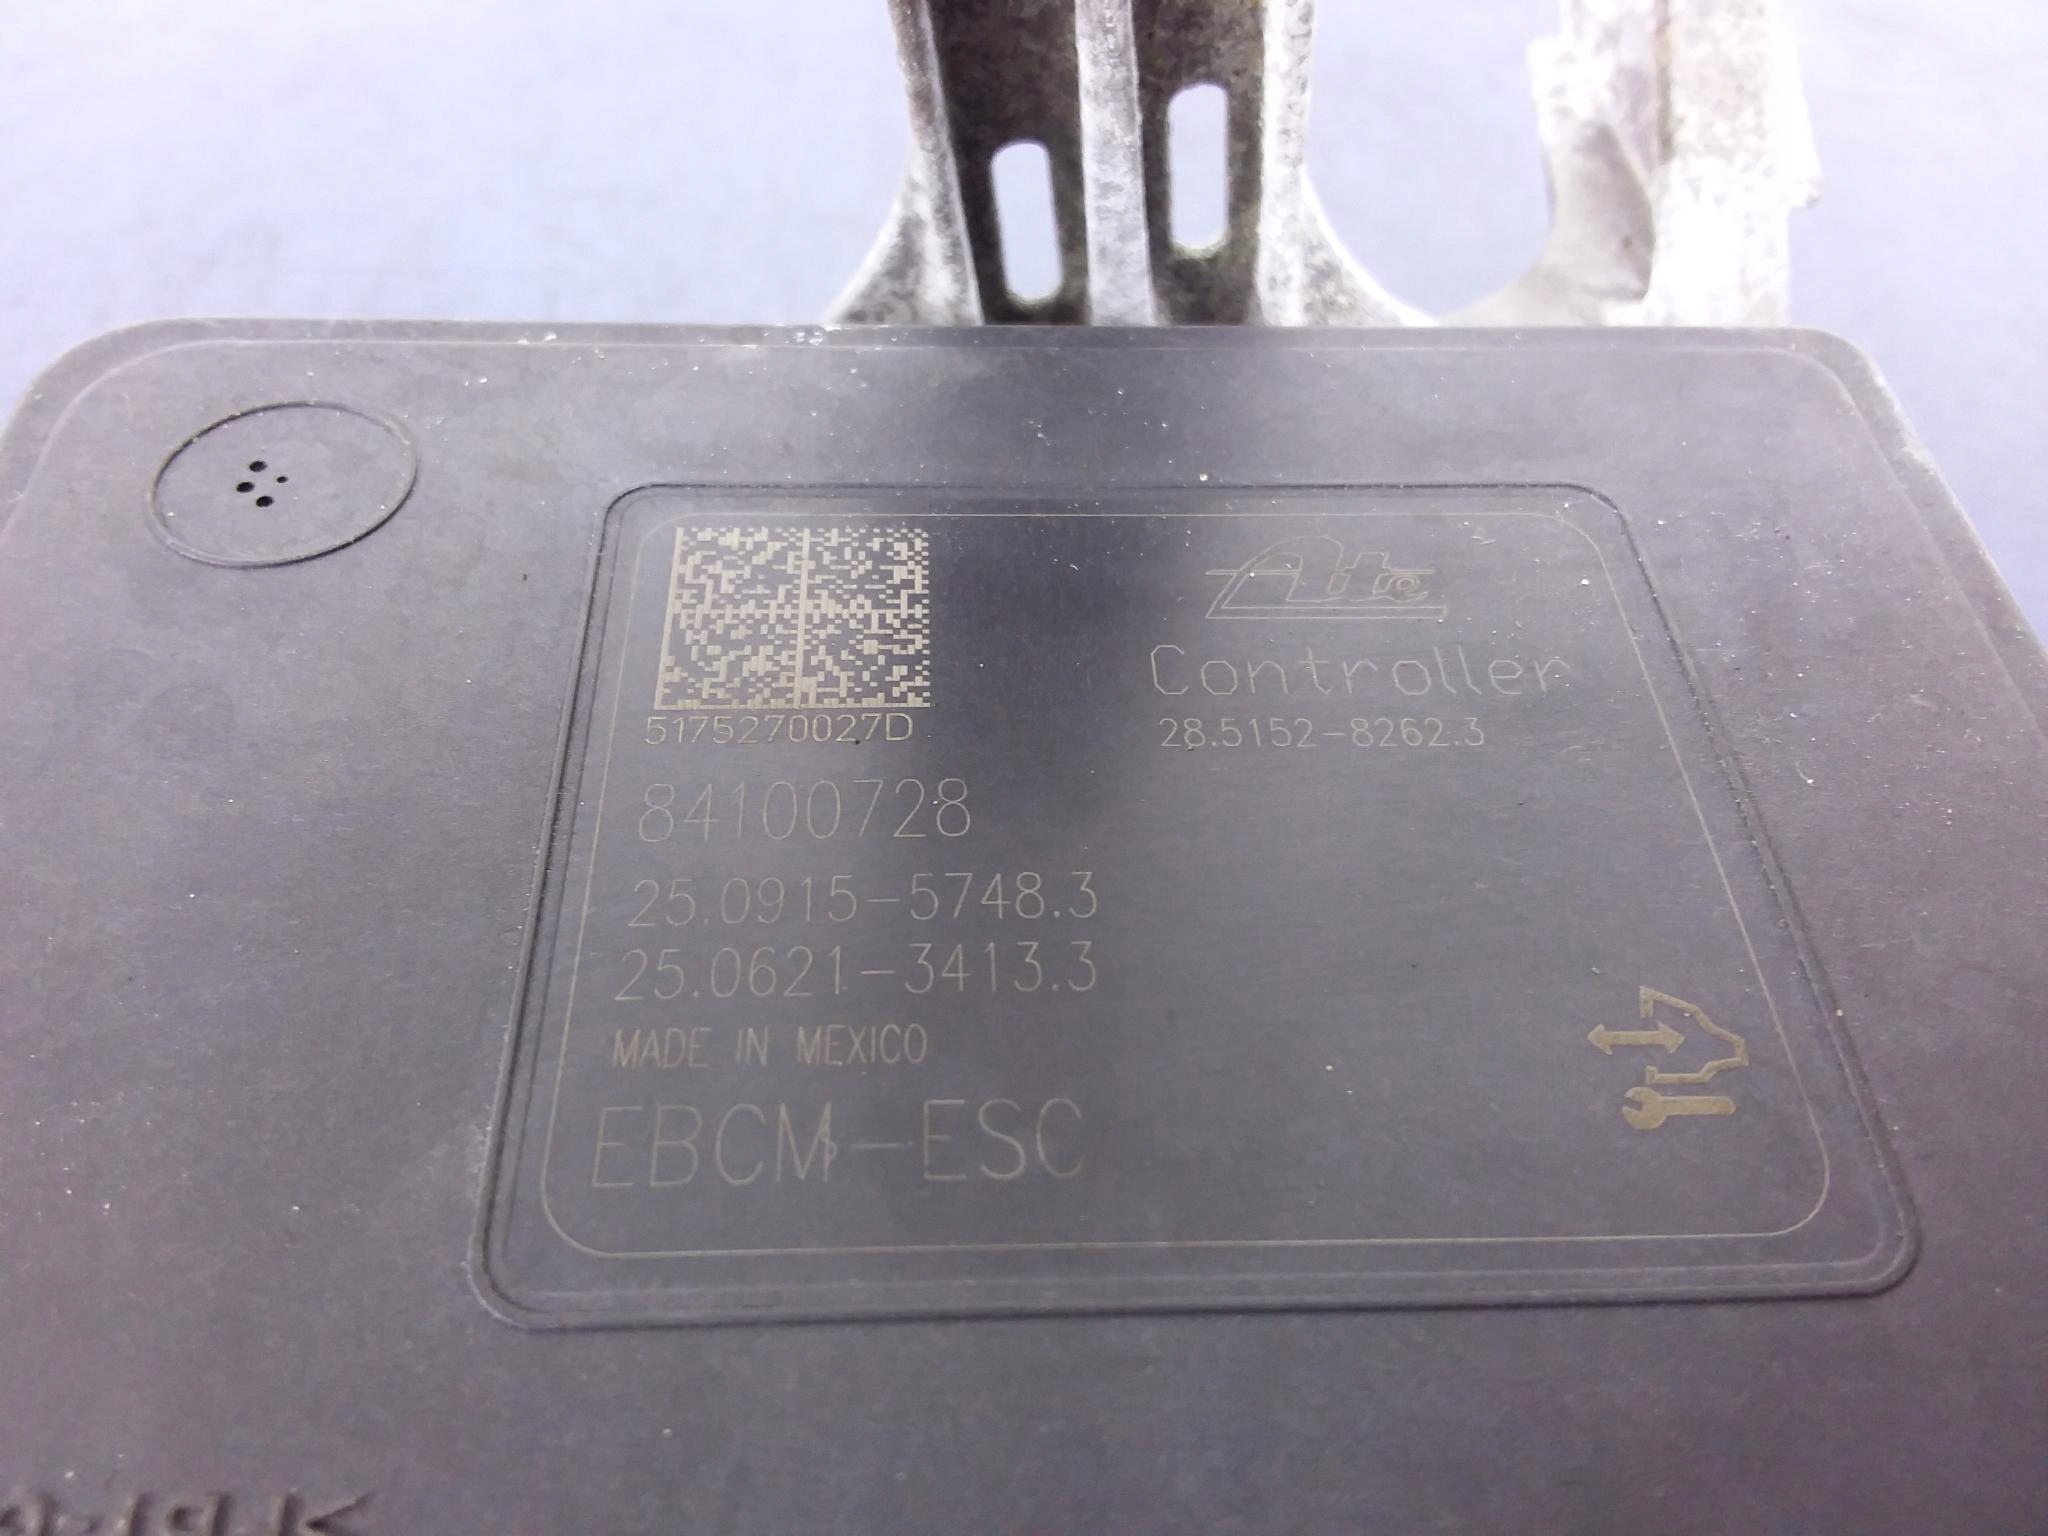 Ate
Controller
28.5152-8262.3
5175270027D
84100728
25.0915-5748.3
25.0621-3413.3
MADE IN MEXICO
EBCM-ESC